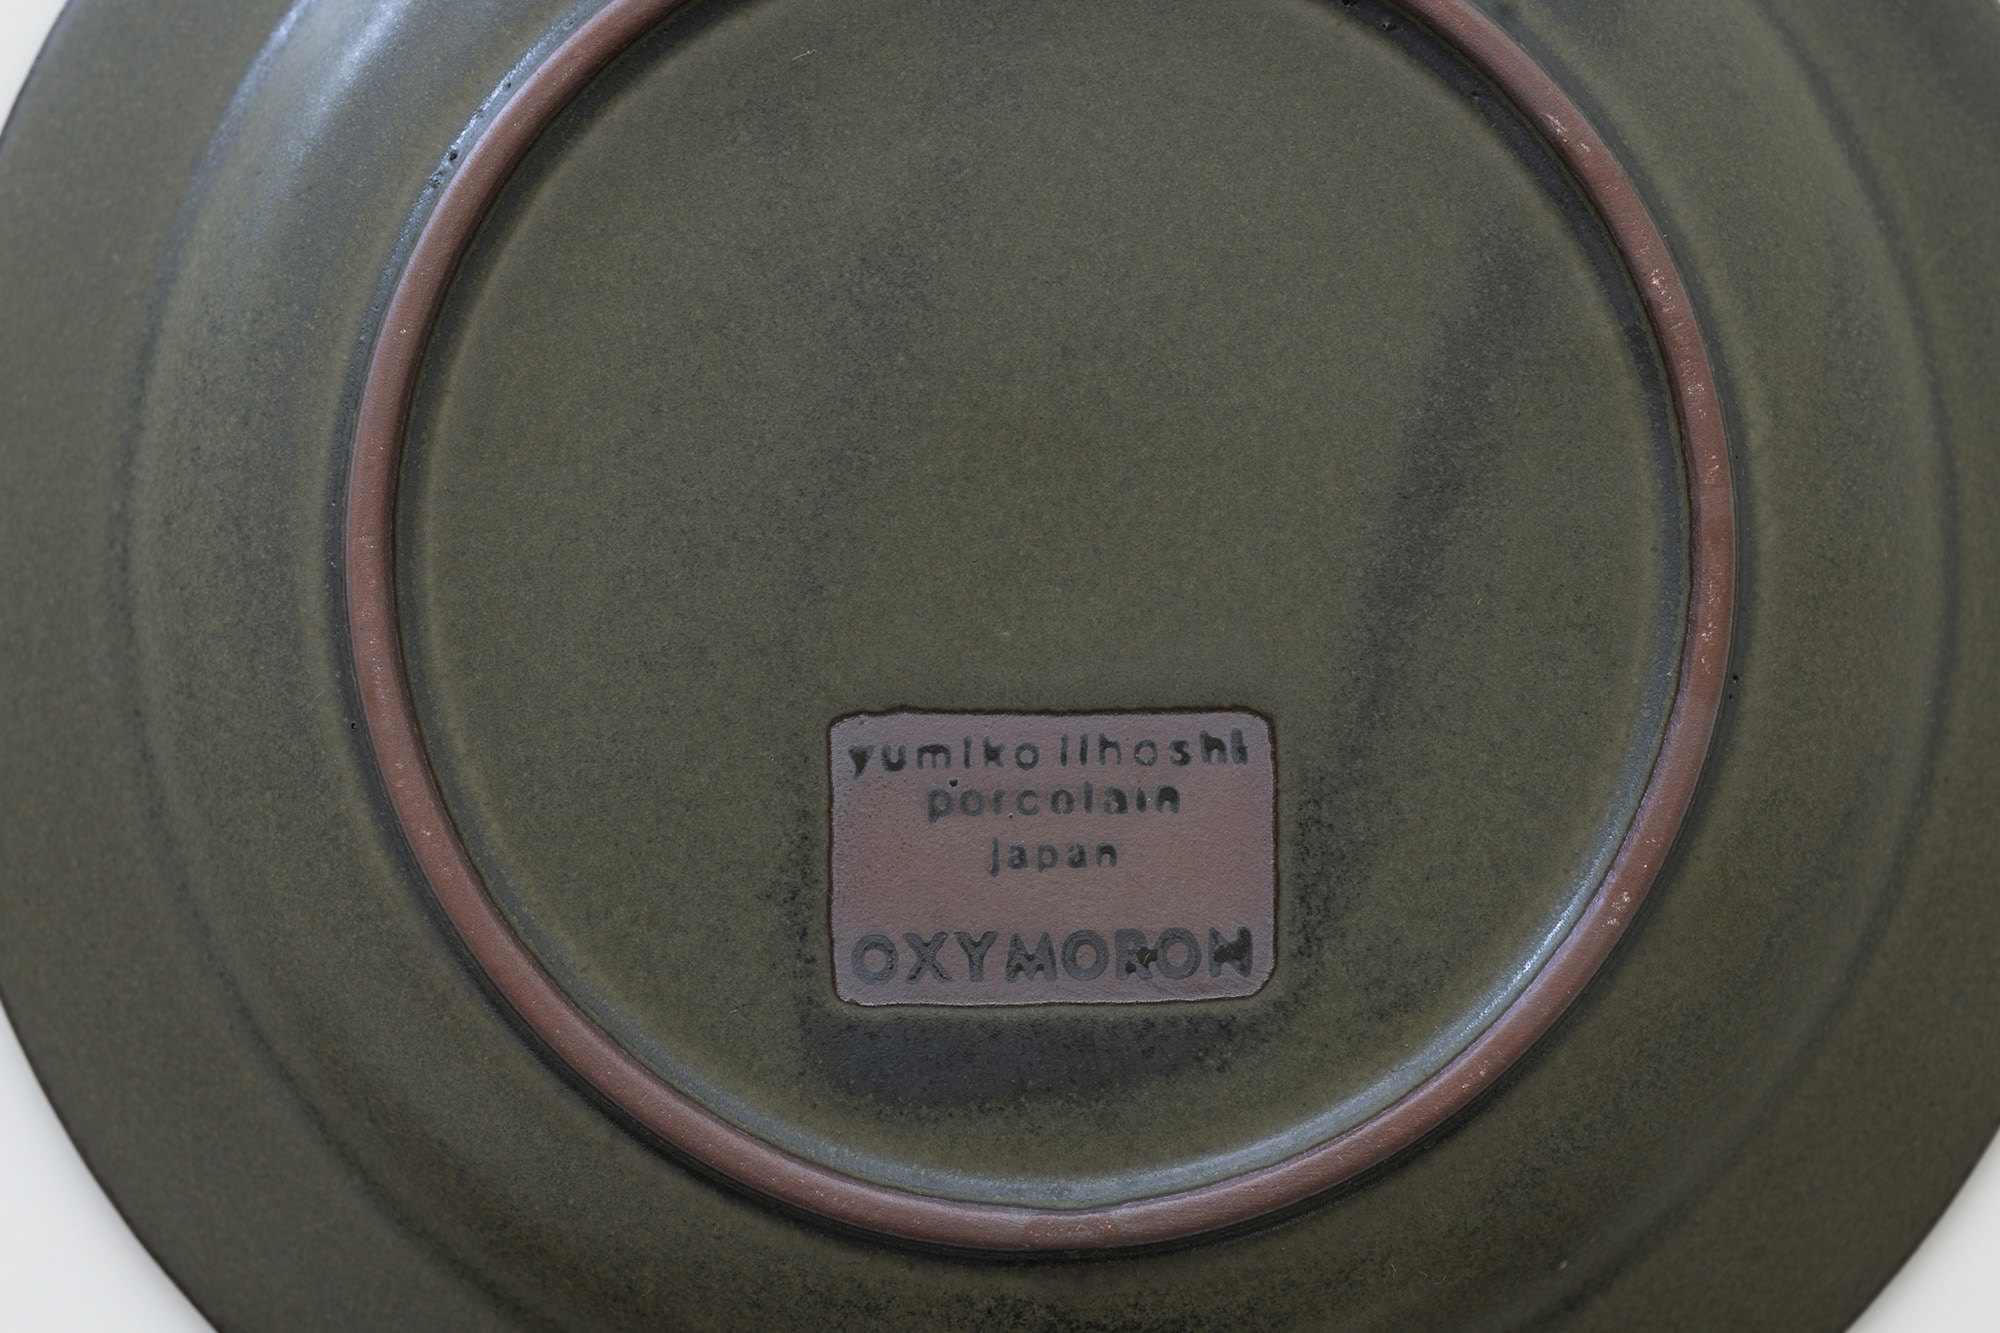 yumiko iihoshi
porcelain
japan
OXYMORON